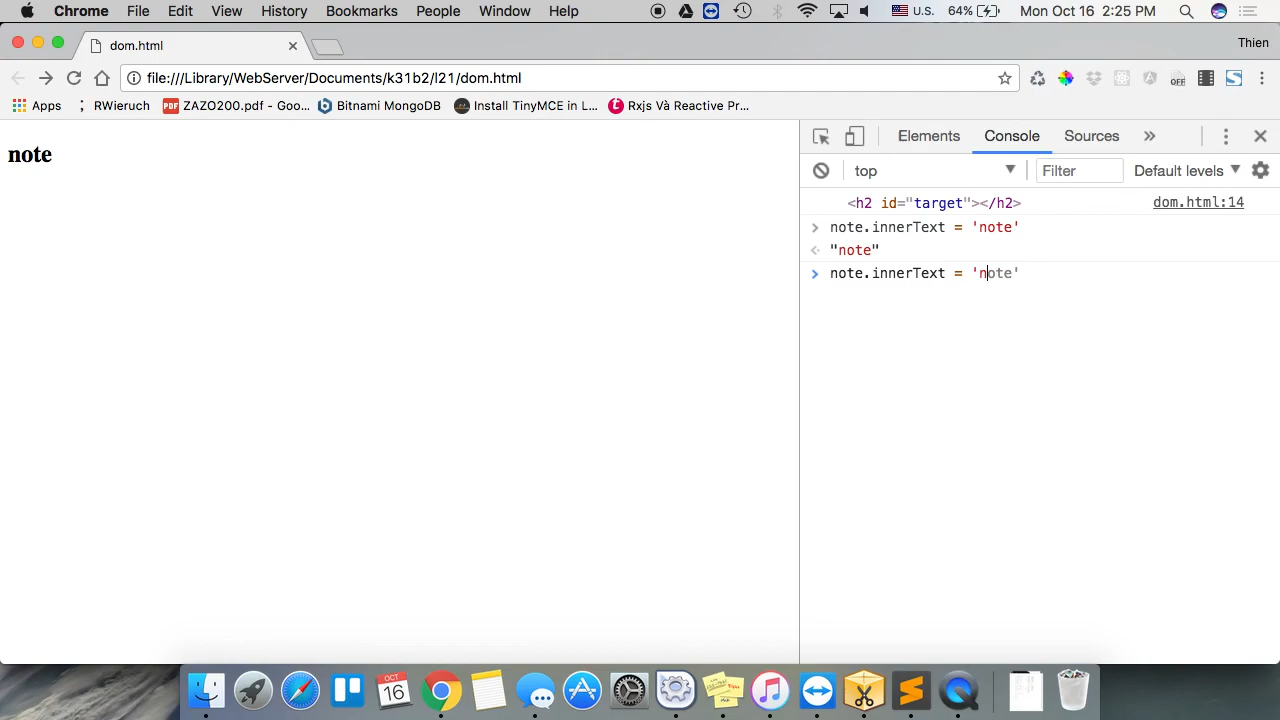 Chrome File Edit View History Bookmarks People Window Help U.S. 64% Mon Oct 16 2:25 PM
dom.html Thien
file:///Library/WebServer/Documents/k31b2/l21/dom.html OFF
Apps RWieruch PDF ZAZO200.pdf - Goo... Bitnami MongoDB Install TinyMCE in L... Rxjs Và Reactive Pr...
Elements Console Sources
top Filter Default levels
note
<h2 id="target"></h2> dom.html:14
note.innerText = 'note'
"note"
note.innerText = 'note'
OCT
16